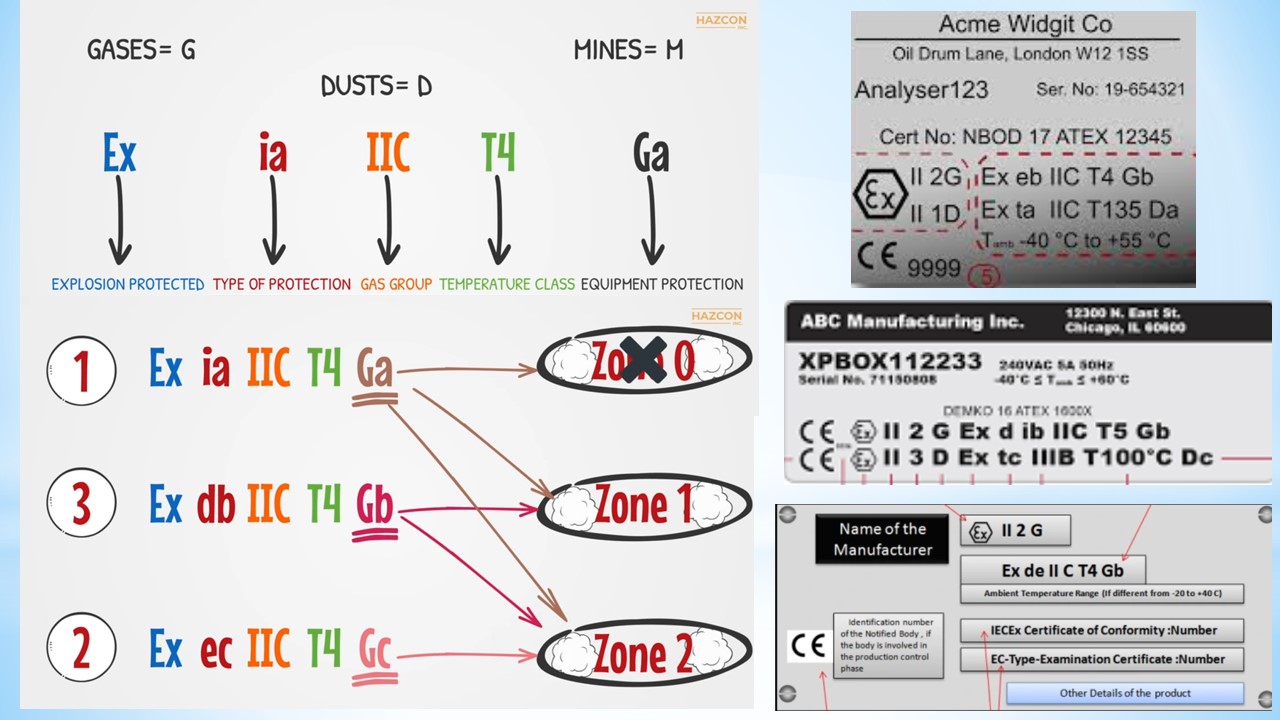 HAZCON
INC.
GASES= G
MINES= M
DUSTS= D
Ex ia IIC T4 Ga
EXPLOSION PROTECTED TYPE OF PROTECTION GAS GROUP TEMPERATURE CLASS EQUIPMENT PROTECTION
HAZCON
INC.
1 Ex ia IIC T4 Ga Zo 0
3 Ex db IIC T4 Gb Zone 1
2 Ex ec IIC T4 Gc Zone 2
Acme Widgit Co
Oil Drum Lane, London W12 1SS
Analyser123 Ser. No: 19-654321
Cert No: NBOD 17 ATEX 12345
Ex II 2G Ex eb IIC T4 Gb
II 1D Ex ta IIC T135 Da
Tamb -40 °C to +55 °C
CE 9999 5
ABC Manufacturing Inc. 12300 N. East St.
Chicago, IL 60600
XPBOX112233 240VAC 5A 50Hz
Serial No. 71150808 -40°C ≤ Tamb ≤ +60°C
DEMKO 16 ATEX 1600X
CE Ex II 2 G Ex d ib IIC T5 Gb
CE Ex II 3 D Ex tc IIIB T100°C Dc
Name of the
Manufacturer
Ex II 2 G
Ex de II C T4 Gb
Ambient Temperature Range (If different from -20 to +40 C)
CE
Identification number
of the Notified Body , if
the body is involved in
the production control
phase
IECEx Certificate of Conformity :Number
EC-Type-Examination Certificate :Number
Other Details of the product